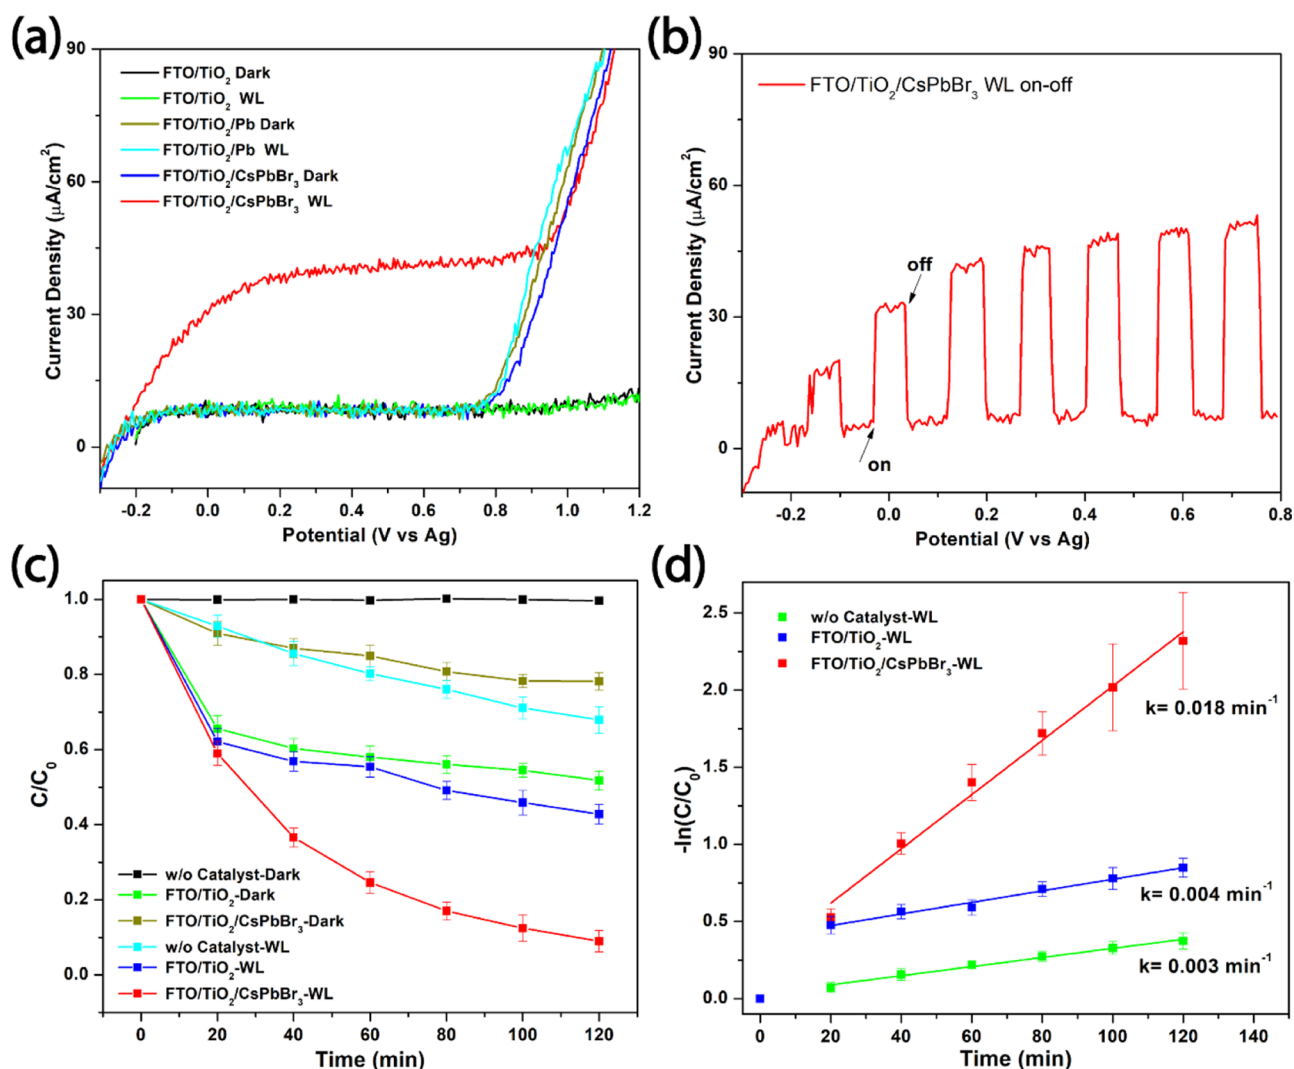 (a)
90
60
30
0
Current Density (μA/cm²)
FTO/TiO₂ Dark
FTO/TiO₂ WL
FTO/TiO₂/Pb Dark
FTO/TiO₂/Pb WL
FTO/TiO₂/CsPbBr₃ Dark
FTO/TiO₂/CsPbBr₃ WL
-0.2 0.0 0.2 0.4 0.6 0.8 1.0 1.2
Potential (V vs Ag)
(b)
90
60
30
0
Current Density (μA/cm²)
FTO/TiO₂/CsPbBr₃ WL on-off
off
on
-0.2 0.0 0.2 0.4 0.6 0.8
Potential (V vs Ag)
(c)
1.0
0.8
0.6
0.4
0.2
0.0
C/C₀
w/o Catalyst-Dark
FTO/TiO₂-Dark
FTO/TiO₂/CsPbBr₃-Dark
w/o Catalyst-WL
FTO/TiO₂-WL
FTO/TiO₂/CsPbBr₃-WL
0 20 40 60 80 100 120
Time (min)
(d)
2.5
2.0
1.5
1.0
0.5
0.0
-ln(C/C₀)
w/o Catalyst-WL
FTO/TiO₂-WL
FTO/TiO₂/CsPbBr₃-WL
k= 0.018 min⁻¹
k= 0.004 min⁻¹
k= 0.003 min⁻¹
0 20 40 60 80 100 120 140
Time (min)